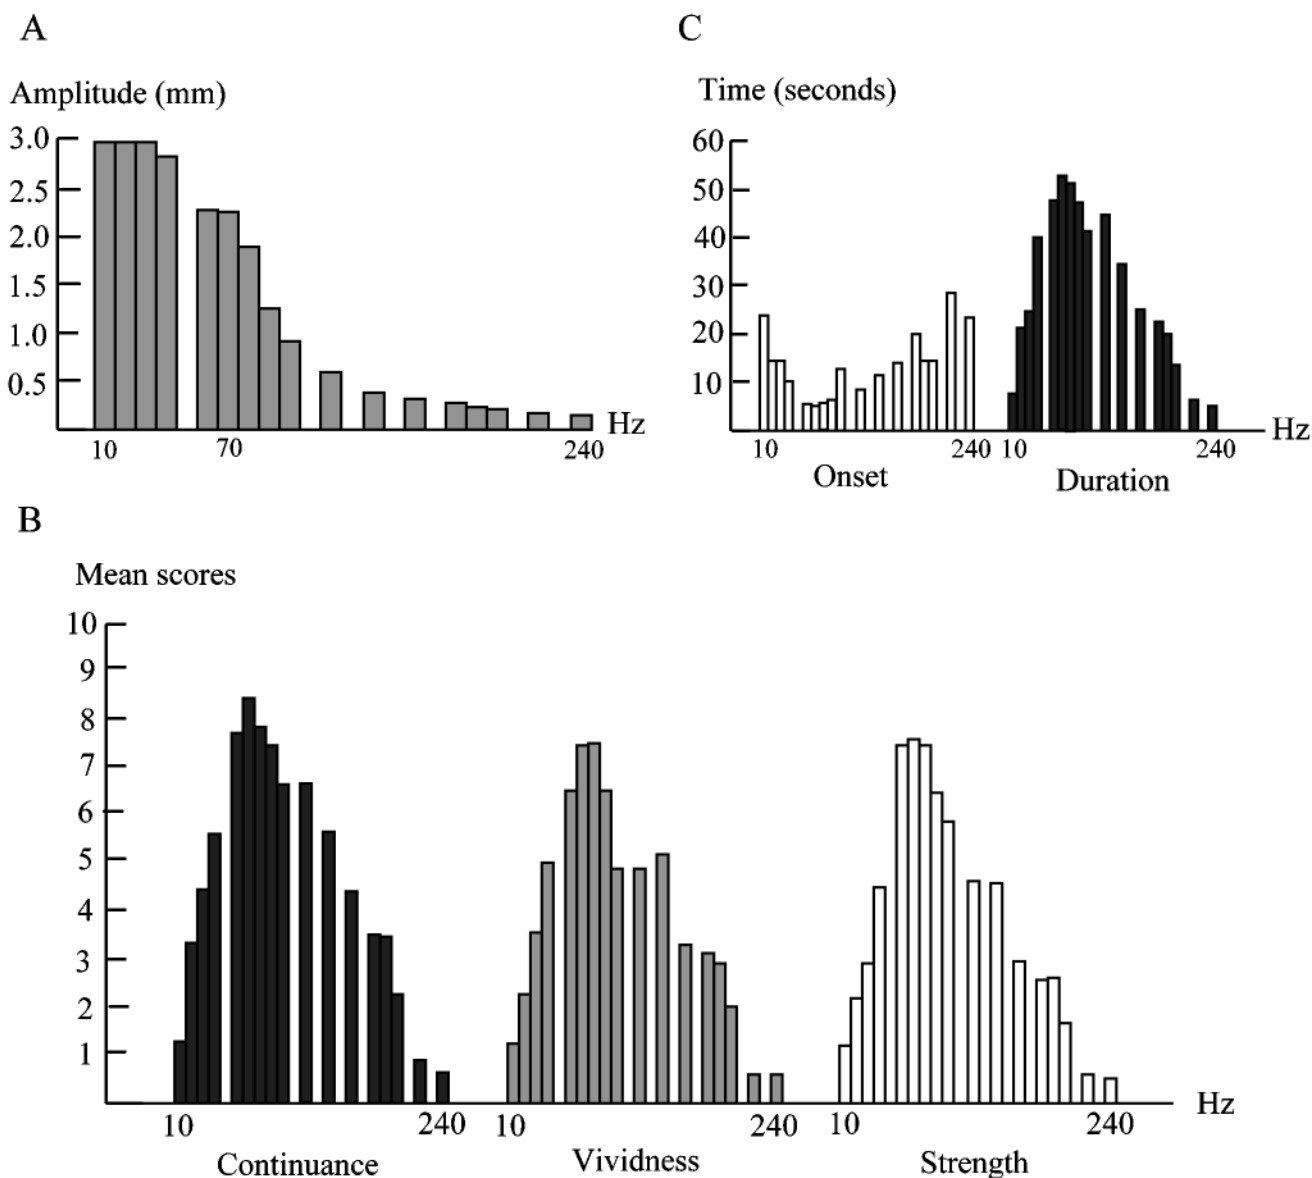 A
Amplitude (mm)
3.0
2.5
2.0
1.5
1.0
0.5
Hz
10 70 240
C
Time (seconds)
60
50
40
30
20
10
Hz
10 240 10 240
Onset Duration
B
Mean scores
10
9
8
7
6
5
4
3
2
1
Hz
10 240 10 240 10 240
Continuance Vividness Strength